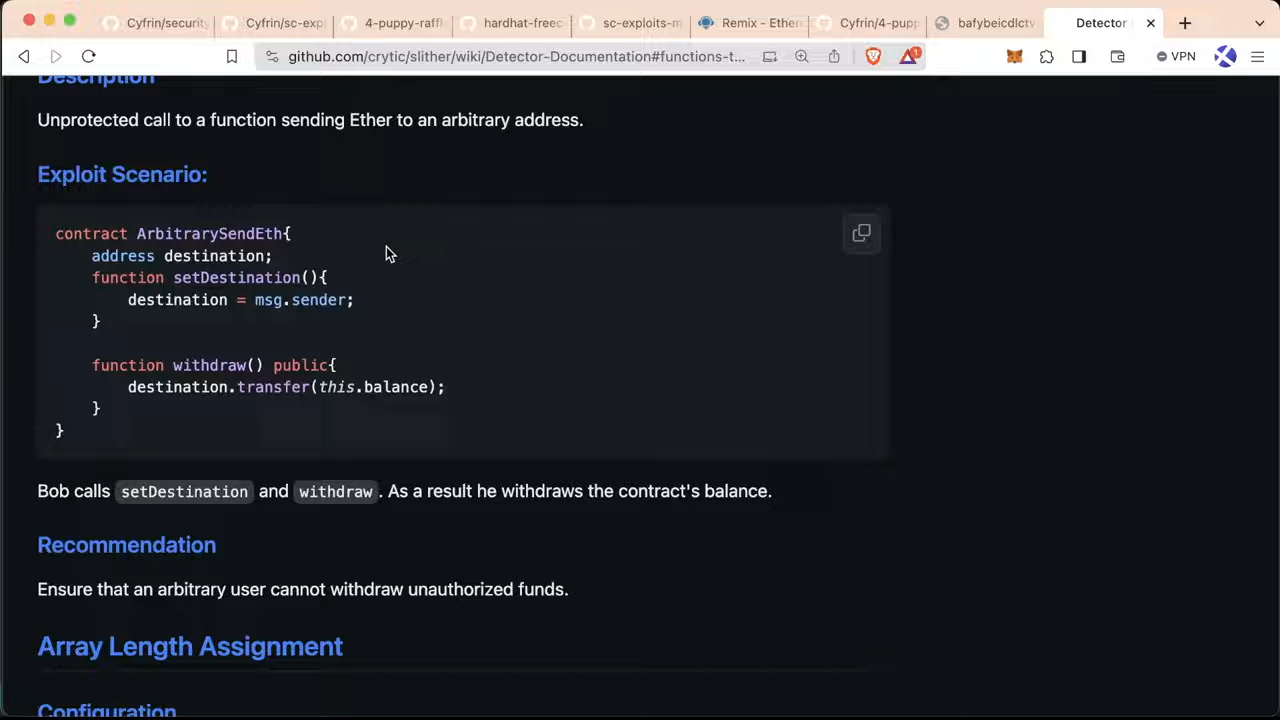 Cyfrin/security
Cyfrin/sc-expl
4-puppy-raffl
hardhat-freec
sc-exploits-m
Remix - Ether
Cyfrin/4-pupp
bafybeicdlctv
Detector
github.com/crytic/slither/wiki/Detector-Documentation#functions-t...
1
VPN
Description
Unprotected call to a function sending Ether to an arbitrary address.
Exploit Scenario:
contract ArbitrarySendEth{
    address destination;
    function setDestination(){
        destination = msg.sender;
    }
    function withdraw() public{
        destination.transfer(this.balance);
    }
}
Bob calls setDestination and withdraw. As a result he withdraws the contract's balance.
Recommendation
Ensure that an arbitrary user cannot withdraw unauthorized funds.
Array Length Assignment
Configuration